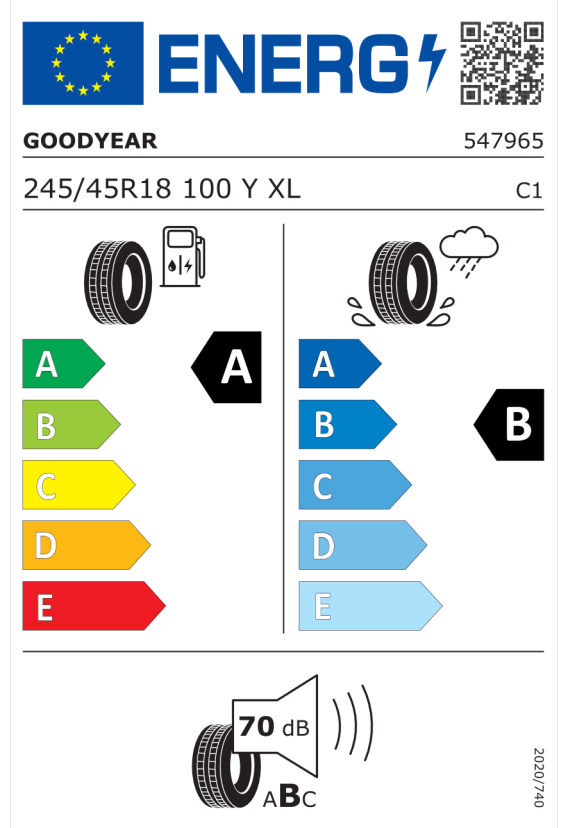 ENERG
GOODYEAR 547965
245/45R18 100 Y XL C1
A A A
B B B
C C
D D
E E
70 dB
ABC
2020/740